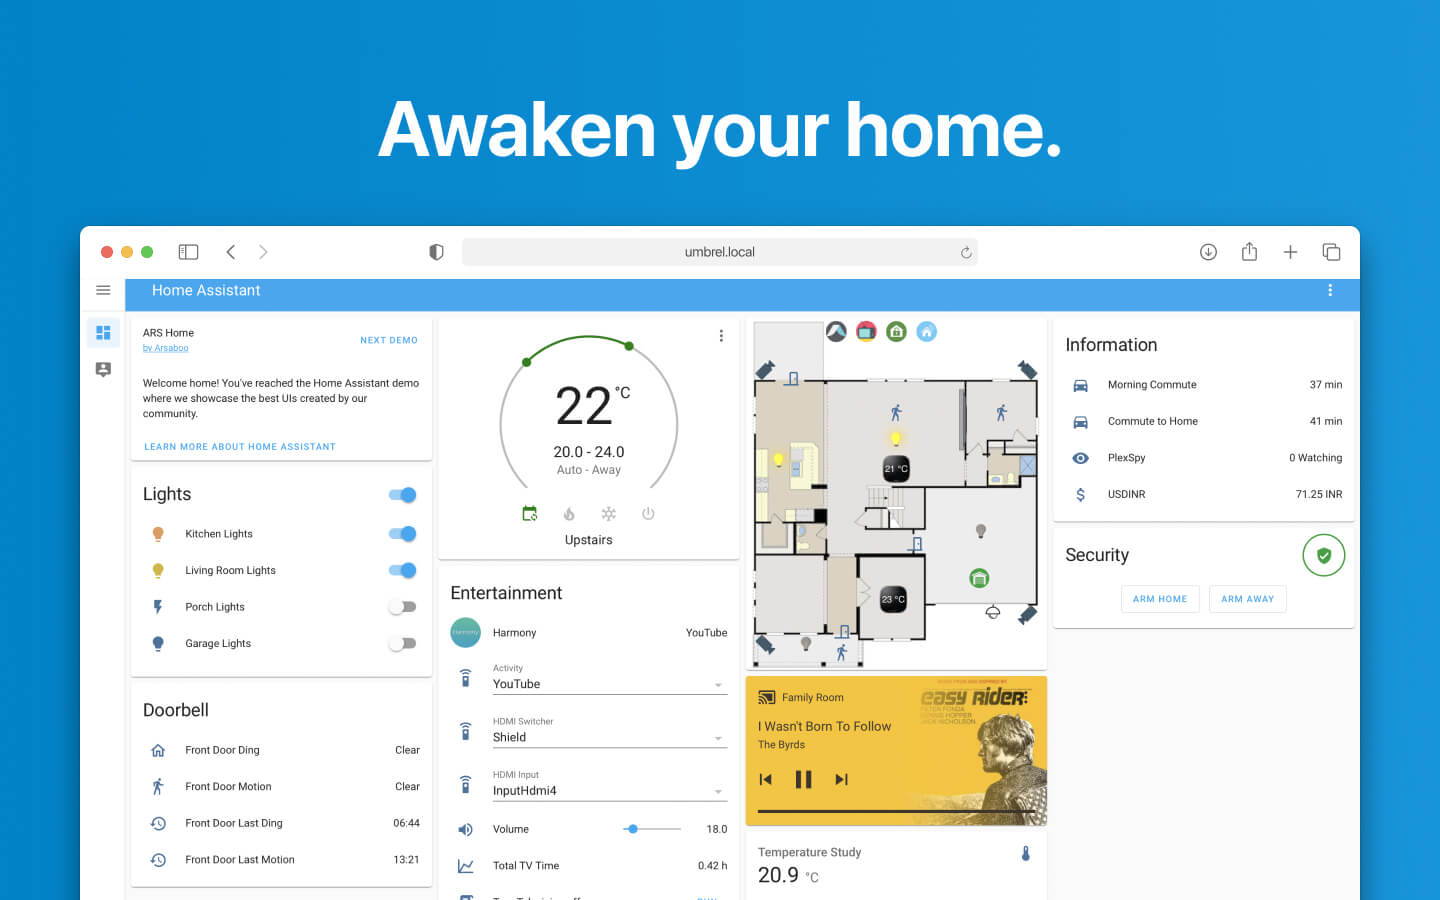 Awaken your home.
umbrel.local
Home Assistant
ARS Home
by Arsaboo
NEXT DEMO
Welcome home! You've reached the Home Assistant demo
where we showcase the best UIs created by our
community.
LEARN MORE ABOUT HOME ASSISTANT
Lights
Kitchen Lights
Living Room Lights
Porch Lights
Garage Lights
Doorbell
Front Door Ding Clear
Front Door Motion Clear
Front Door Last Ding 06:44
Front Door Last Motion 13:21
22 °C
20.0 - 24.0
Auto - Away
Upstairs
Entertainment
Harmony Harmony YouTube
Activity
YouTube
HDMI Switcher
Shield
HDMI Input
InputHdmi4
Volume 18.0
Total TV Time 0.42 h
21 °C
23 °C
Family Room
I Wasn't Born To Follow
The Byrds
easy rider
PETER FONDA
DENNIS HOPPER
JACK NICHOLSON
Temperature Study
20.9 °C
Information
Morning Commute 37 min
Commute to Home 41 min
PlexSpy 0 Watching
USDINR 71.25 INR
Security
ARM HOME
ARM AWAY